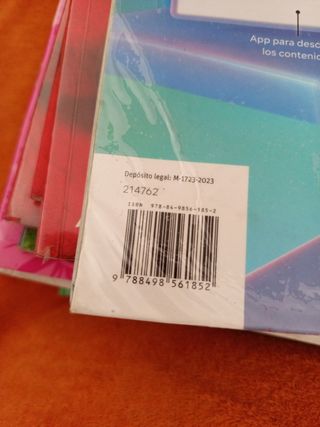 App para desc
los contenid
Depósito legal: M-1723-2023
214762
ISBN 978-84-9856-185-2
9 788498 561852